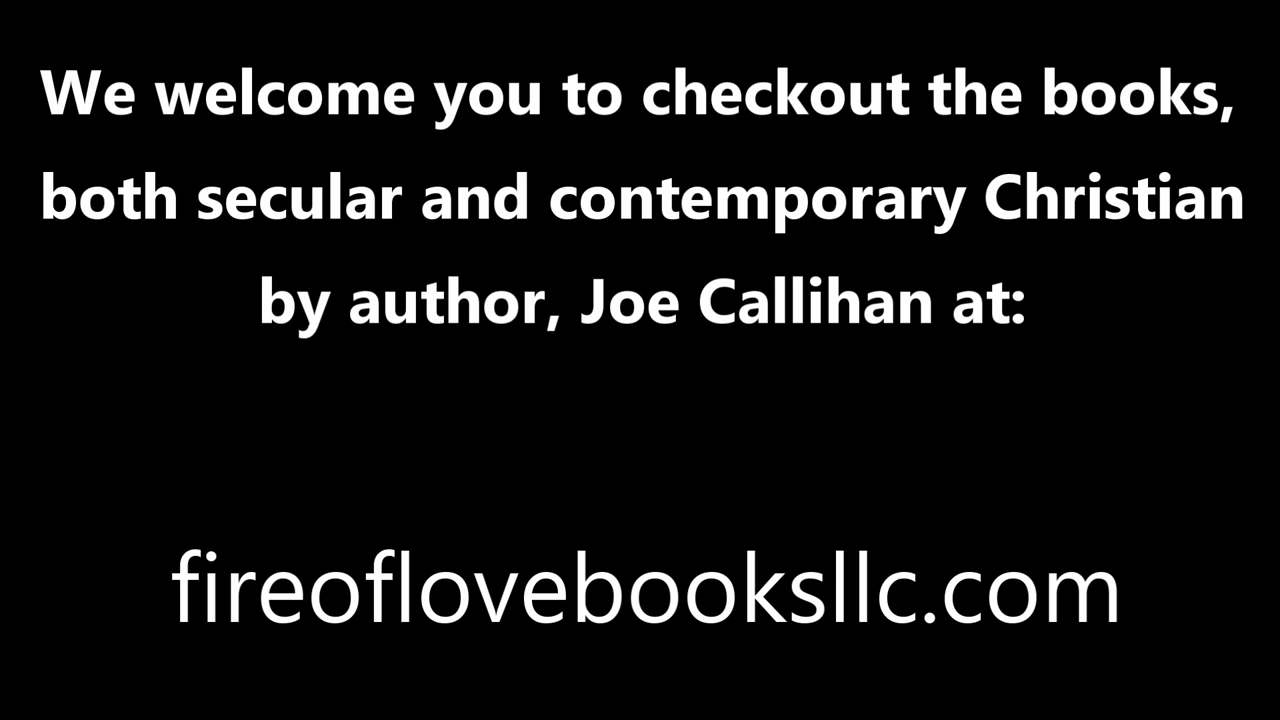 We welcome you to checkout the books,
both secular and contemporary Christian
by author, Joe Callihan at:
fireoflovebooksllc.com